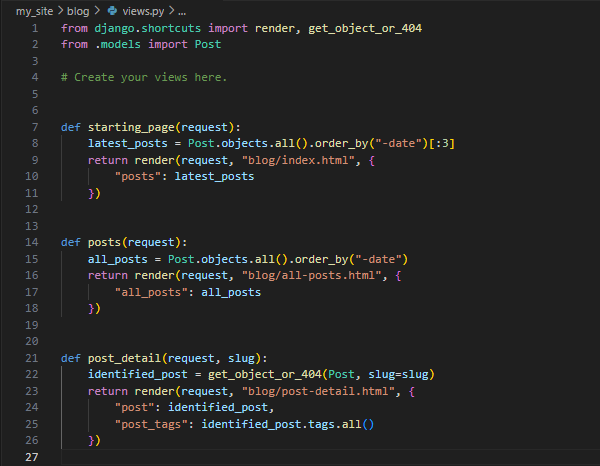 my_site > blog > views.py > ...
1 from django.shortcuts import render, get_object_or_404
2 from .models import Post
3
4 # Create your views here.
5
6
7 def starting_page(request):
8     latest_posts = Post.objects.all().order_by("-date")[:3]
9     return render(request, "blog/index.html", {
10         "posts": latest_posts
11     })
12
13
14 def posts(request):
15     all_posts = Post.objects.all().order_by("-date")
16     return render(request, "blog/all-posts.html", {
17         "all_posts": all_posts
18     })
19
20
21 def post_detail(request, slug):
22     identified_post = get_object_or_404(Post, slug=slug)
23     return render(request, "blog/post-detail.html", {
24         "post": identified_post,
25         "post_tags": identified_post.tags.all()
26     })
27